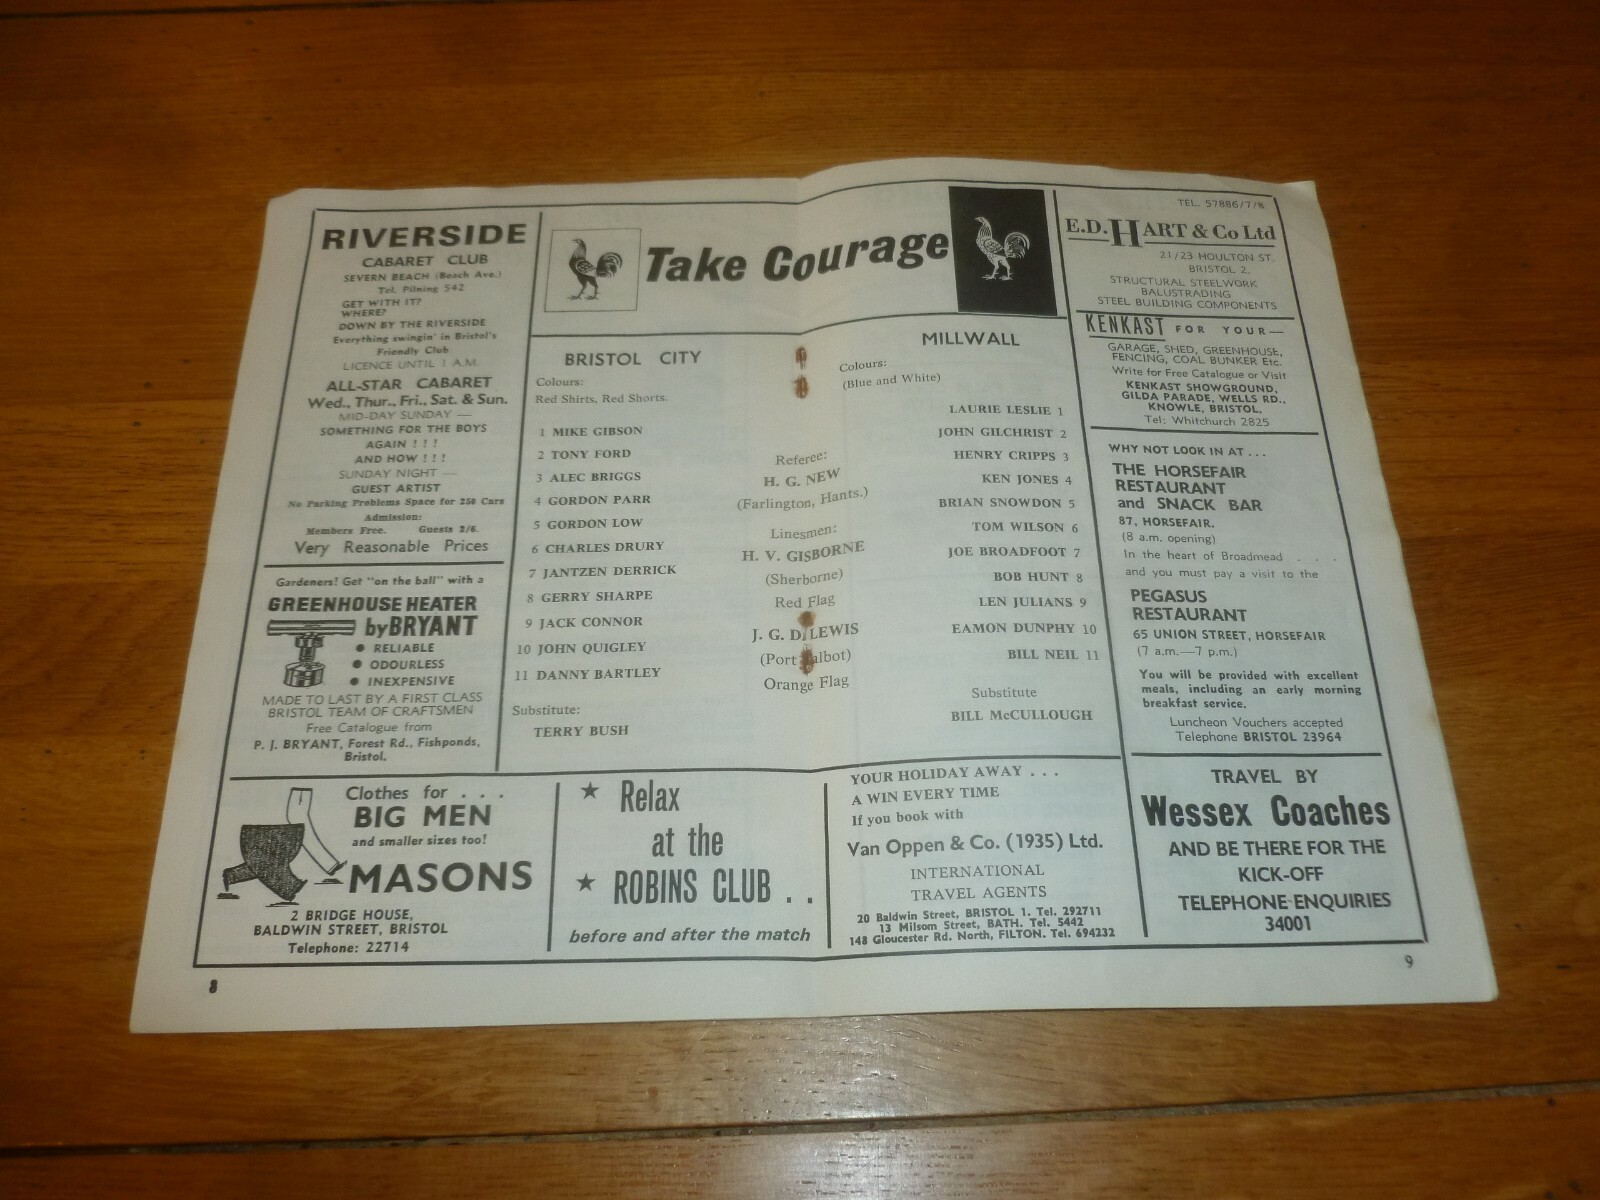 RIVERSIDE
CABARET CLUB
SEVERN BEACH (Beach Ave.)
Tel. Pilning 542
GET WITH IT?
WHERE?
DOWN BY THE RIVERSIDE
Everything swingin' in Bristol's
Friendly Club
LICENCE UNTIL 1 A.M.
ALL-STAR CABARET
Wed., Thur., Fri., Sat. & Sun.
MID-DAY SUNDAY —
SOMETHING FOR THE BOYS
AGAIN ! ! !
AND HOW ! ! !
SUNDAY NIGHT —
GUEST ARTIST
No Parking Problems Space for 250 Cars
Admission:
Members Free. Guests 2/6.
Very Reasonable Prices
Gardeners! Get "on the ball" with a
GREENHOUSE HEATER
by BRYANT
● RELIABLE
● ODOURLESS
● INEXPENSIVE
MADE TO LAST BY A FIRST CLASS
BRISTOL TEAM OF CRAFTSMEN
Free Catalogue from
P. J. BRYANT, Forest Rd., Fishponds,
Bristol.
Take Courage
BRISTOL CITY
Colours:
Red Shirts, Red Shorts.
1 MIKE GIBSON
2 TONY FORD
3 ALEC BRIGGS
4 GORDON PARR
5 GORDON LOW
6 CHARLES DRURY
7 JANTZEN DERRICK
8 GERRY SHARPE
9 JACK CONNOR
10 JOHN QUIGLEY
11 DANNY BARTLEY
Substitute:
TERRY BUSH
Referee:
H. G. NEW
(Farlington, Hants.)
Linesmen:
H. V. GISBORNE
(Sherborne)
Red Flag
J. G. D. LEWIS
(Port Talbot)
Orange Flag
MILLWALL
Colours:
(Blue and White)
LAURIE LESLIE 1
JOHN GILCHRIST 2
HENRY CRIPPS 3
KEN JONES 4
BRIAN SNOWDON 5
TOM WILSON 6
JOE BROADFOOT 7
BOB HUNT 8
LEN JULIANS 9
EAMON DUNPHY 10
BILL NEIL 11
Substitute
BILL McCULLOUGH
TEL. 57886/7/8
E.D. HART & Co Ltd
21/23 HOULTON ST.
BRISTOL 2.
STRUCTURAL STEELWORK
BALUSTRADING
STEEL BUILDING COMPONENTS
KENKAST FOR YOUR—
GARAGE, SHED, GREENHOUSE,
FENCING, COAL BUNKER Etc.
Write for Free Catalogue or Visit
KENKAST SHOWGROUND,
GILDA PARADE, WELLS RD.,
KNOWLE, BRISTOL.
Tel: Whitchurch 2825
WHY NOT LOOK IN AT . . .
THE HORSEFAIR
RESTAURANT
and SNACK BAR
87, HORSEFAIR.
(8 a.m. opening)
In the heart of Broadmead . . .
and you must pay a visit to the
PEGASUS
RESTAURANT
65 UNION STREET, HORSEFAIR
(7 a.m.—7 p.m.)
You will be provided with excellent
meals, including an early morning
breakfast service.
Luncheon Vouchers accepted
Telephone BRISTOL 23964
Clothes for . . .
BIG MEN
and smaller sizes too!
MASONS
2 BRIDGE HOUSE,
BALDWIN STREET, BRISTOL
Telephone: 22714
★ Relax
at the
★ ROBINS CLUB . .
before and after the match
YOUR HOLIDAY AWAY . . .
A WIN EVERY TIME
If you book with
Van Oppen & Co. (1935) Ltd.
INTERNATIONAL
TRAVEL AGENTS
20 Baldwin Street, BRISTOL 1. Tel. 292711
13 Milsom Street, BATH. Tel. 5442
148 Gloucester Rd. North, FILTON. Tel. 694232
TRAVEL BY
Wessex Coaches
AND BE THERE FOR THE
KICK-OFF
TELEPHONE ENQUIRIES
34001
8
9